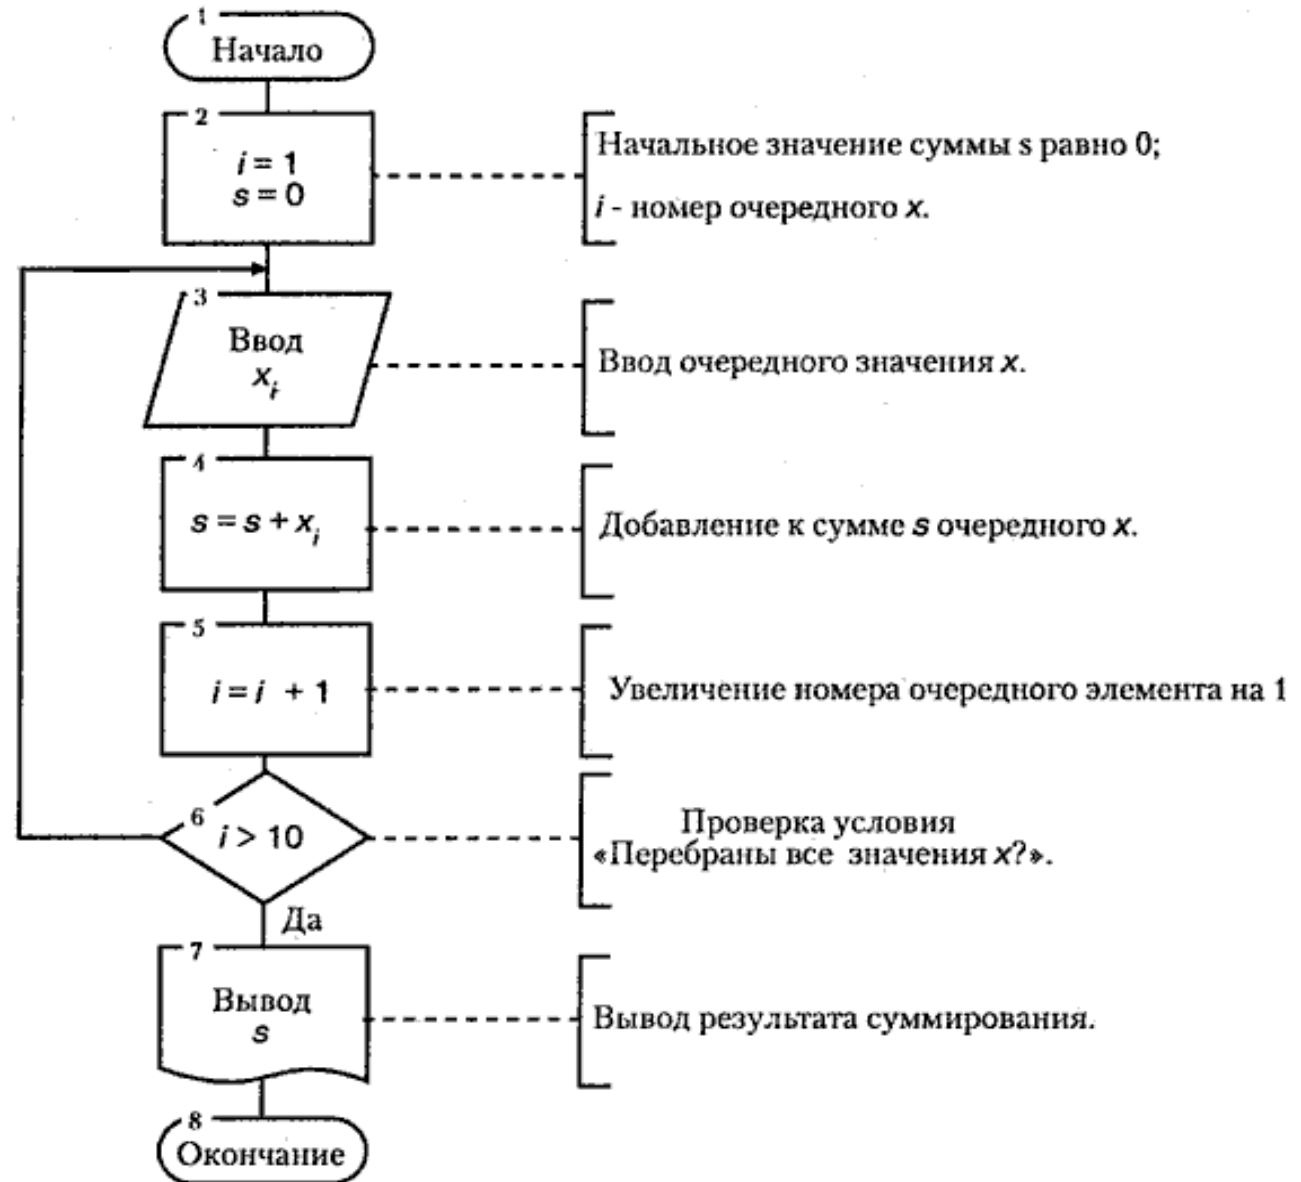 1
Начало
2
i = 1
s = 0
Начальное значение суммы s равно 0;
i - номер очередного x.
3
Ввод
xᵢ
Ввод очередного значения x.
4
s = s + xᵢ
Добавление к сумме s очередного x.
5
i = i + 1
Увеличение номера очередного элемента на 1
6
i > 10
Проверка условия
«Перебраны все значения x?».
Да
7
Вывод
s
Вывод результата суммирования.
8
Окончание